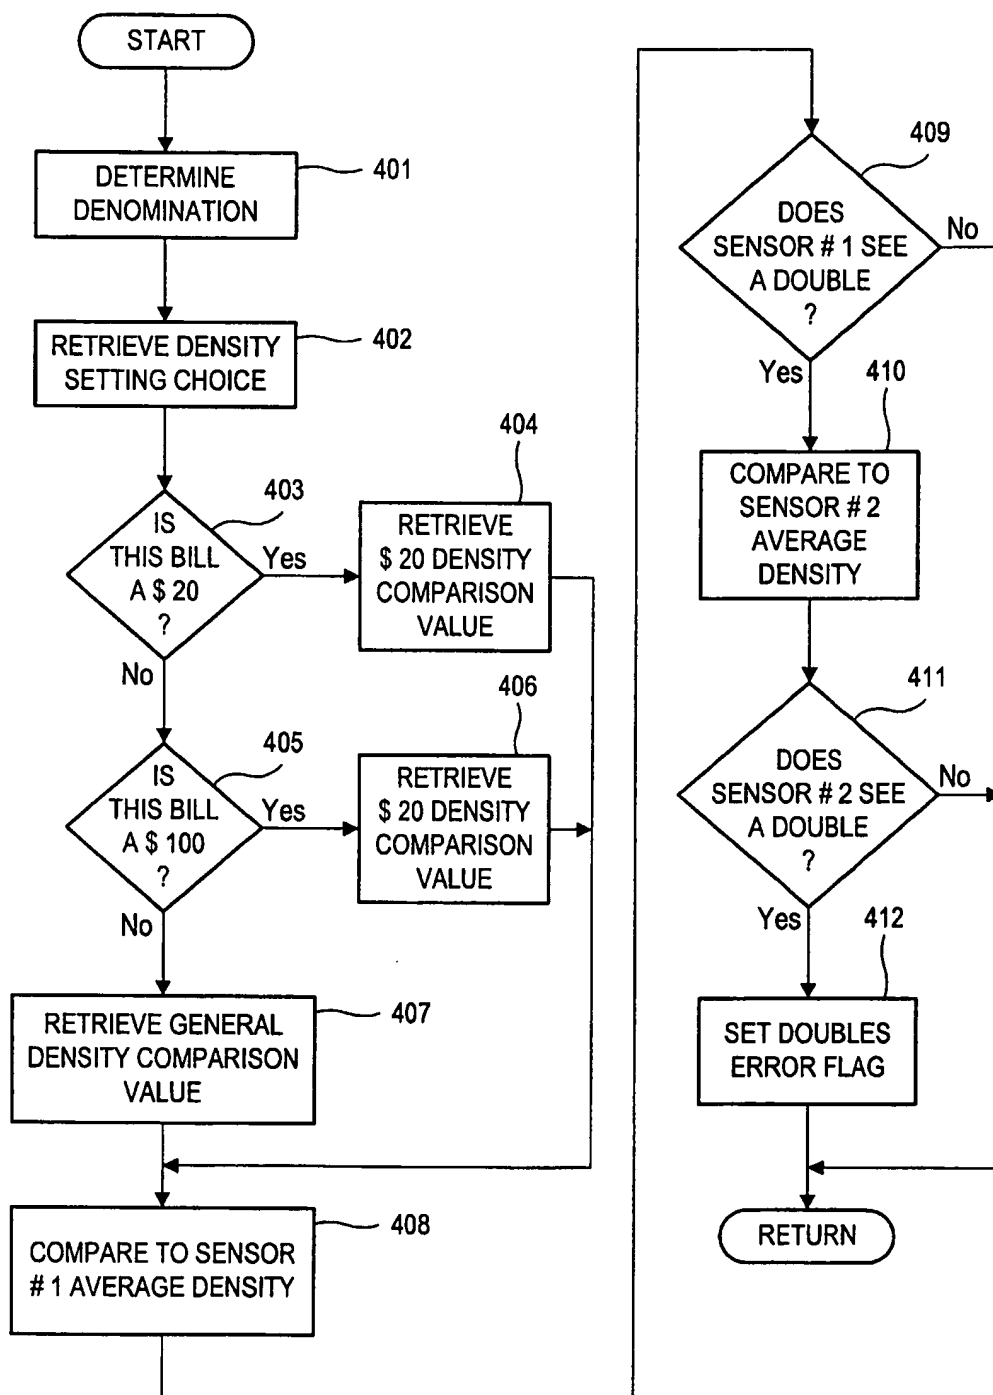 START
DETERMINE
DENOMINATION
401
RETRIEVE DENSITY
SETTING CHOICE
402
IS
THIS BILL
A $ 20
?
403
Yes
No
RETRIEVE
$ 20 DENSITY
COMPARISON
VALUE
404
IS
THIS BILL
A $ 100
?
405
Yes
No
RETRIEVE
$ 20 DENSITY
COMPARISON
VALUE
406
RETRIEVE GENERAL
DENSITY COMPARISON
VALUE
407
COMPARE TO SENSOR
# 1 AVERAGE DENSITY
408
DOES
SENSOR # 1 SEE
A DOUBLE
?
409
No
Yes
COMPARE TO
SENSOR # 2
AVERAGE
DENSITY
410
DOES
SENSOR # 2 SEE
A DOUBLE
?
411
No
Yes
SET DOUBLES
ERROR FLAG
412
RETURN